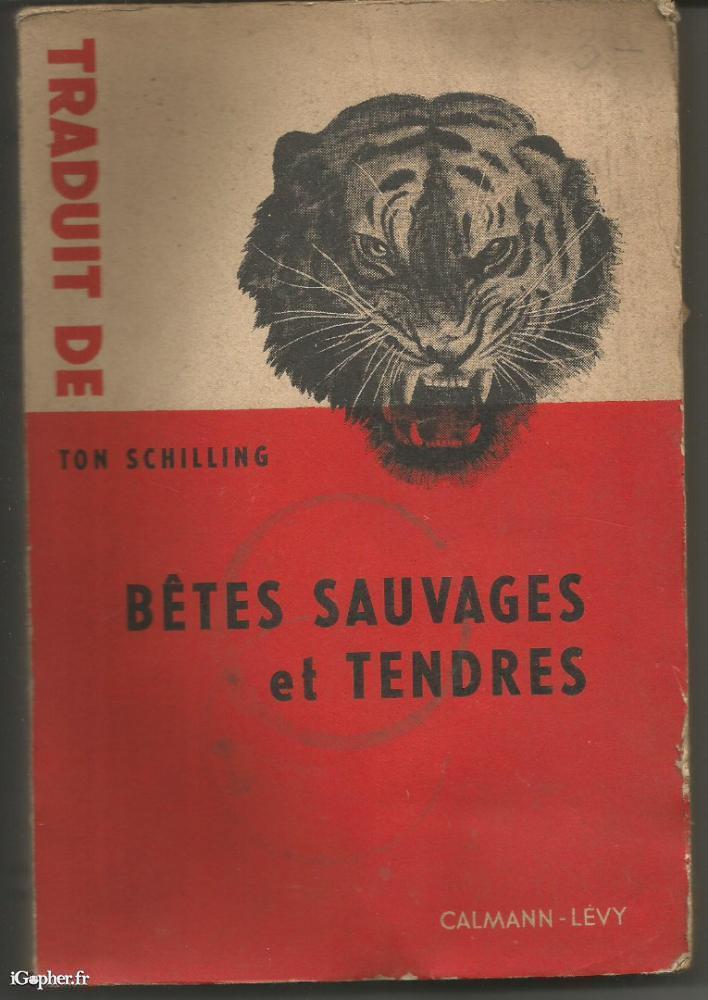 TRADUIT DE
TON SCHILLING
BÊTES SAUVAGES
et TENDRES
CALMANN-LÉVY
iGopher.fr